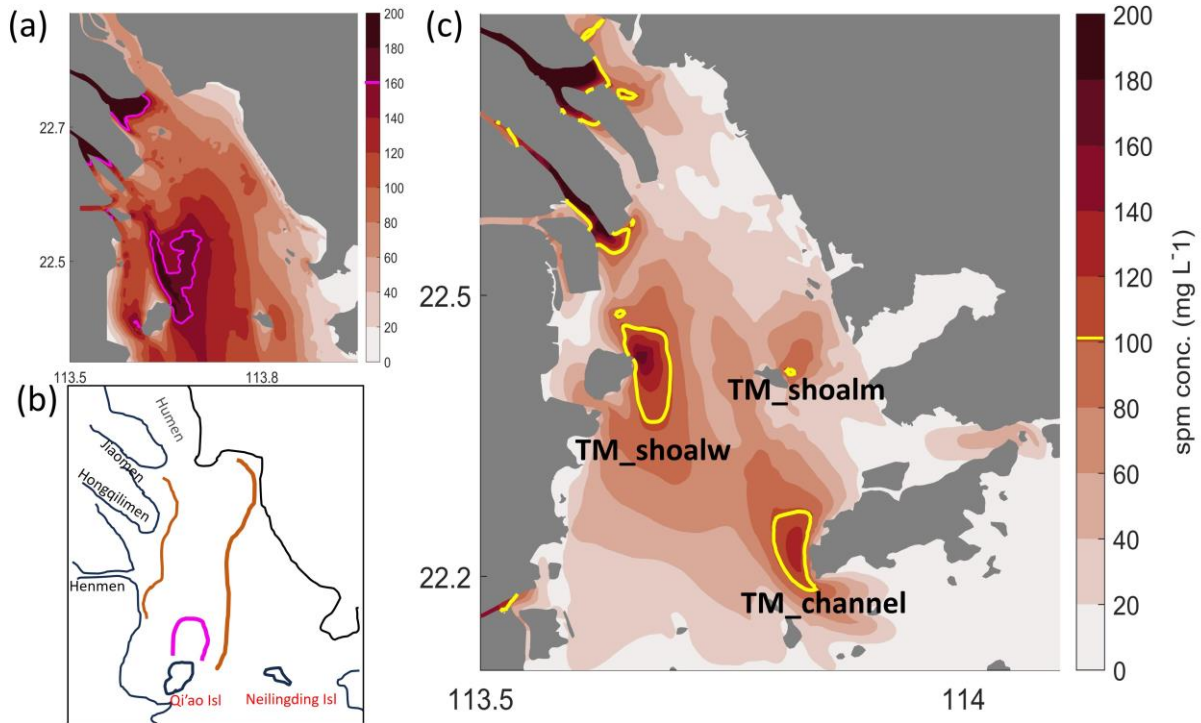 (a)
200
180
160
140
120
100
80
60
40
20
0
22.7
22.5
113.5
113.8
(b)
Humen
Jiaomen
Hongqilimen
Henmen
Qi'ao Isl
Neilingding Isl
(c)
22.5
22.2
113.5
114
TM_shoalm
TM_shoalw
TM_channel
200
180
160
140
120
100
80
60
40
20
0
spm conc. (mg L-1)